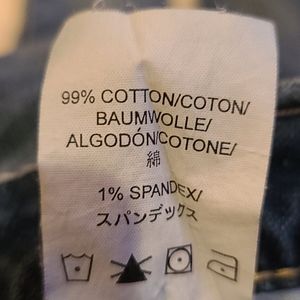 99% COTTON/COTON/
BAUMWOLLE/
ALGODÓN/COTONE/
綿
1% SPANDEX/
スパンデックス